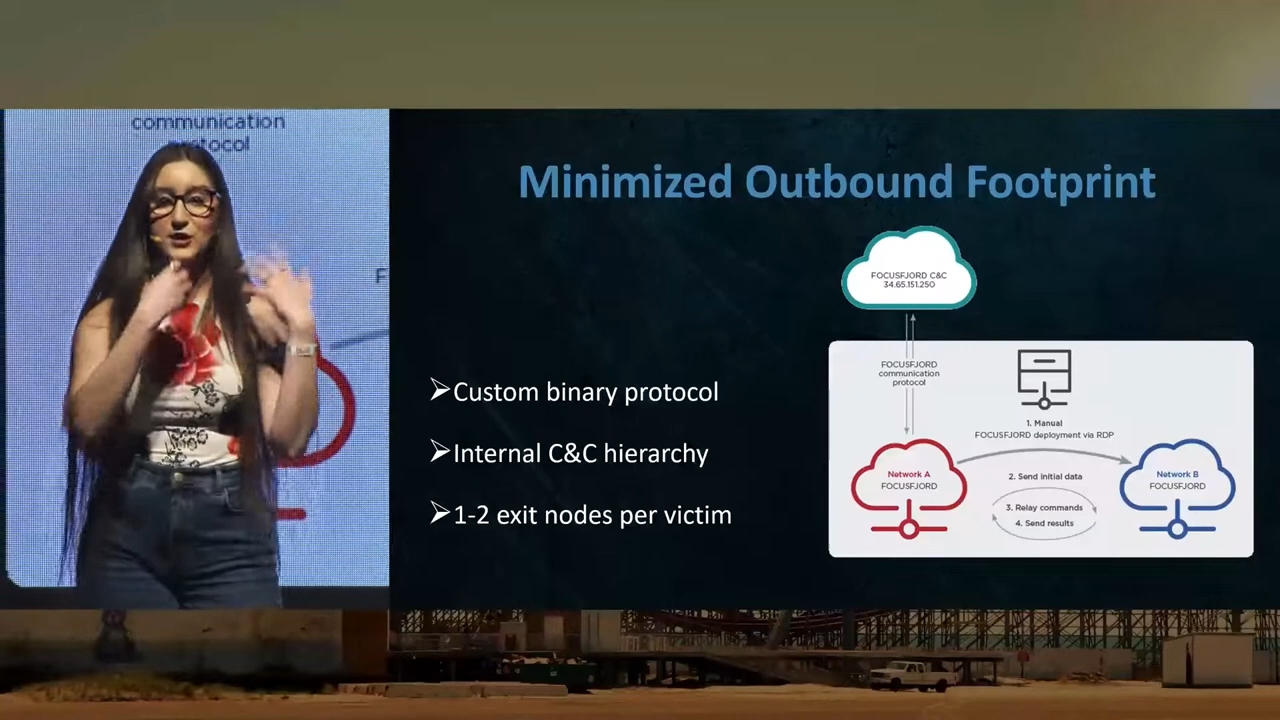 communication
Minimized Outbound Footprint
FOCUSFJORD C&C
34.65.151.250
➢Custom binary protocol
➢Internal C&C hierarchy
➢1-2 exit nodes per victim
FOCUSFJORD
communication
protocol
1. Manual
FOCUSFJORD deployment via RDP
Network A
FOCUSFJORD
2. Send initial data
3. Relay commands
4. Send results
Network B
FOCUSFJORD